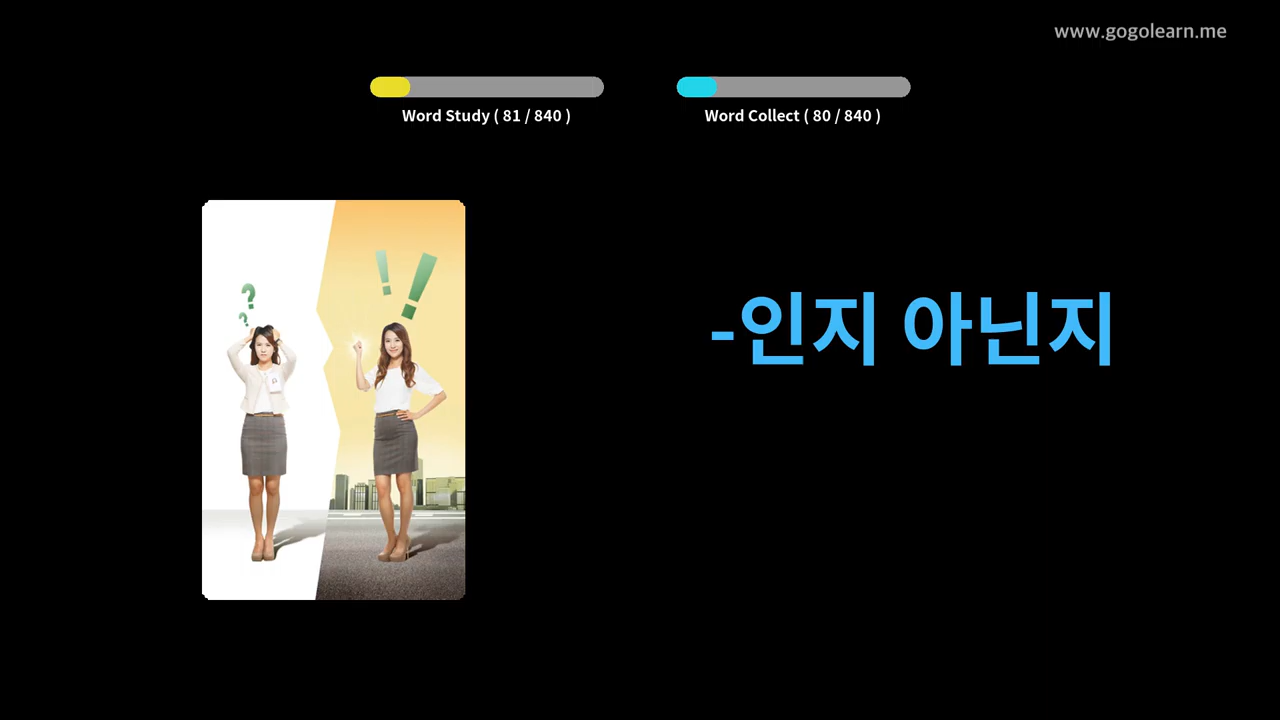 www.gogolearn.me
Word Study ( 81 / 840 )
Word Collect ( 80 / 840 )
? ?
! !
-인지 아닌지